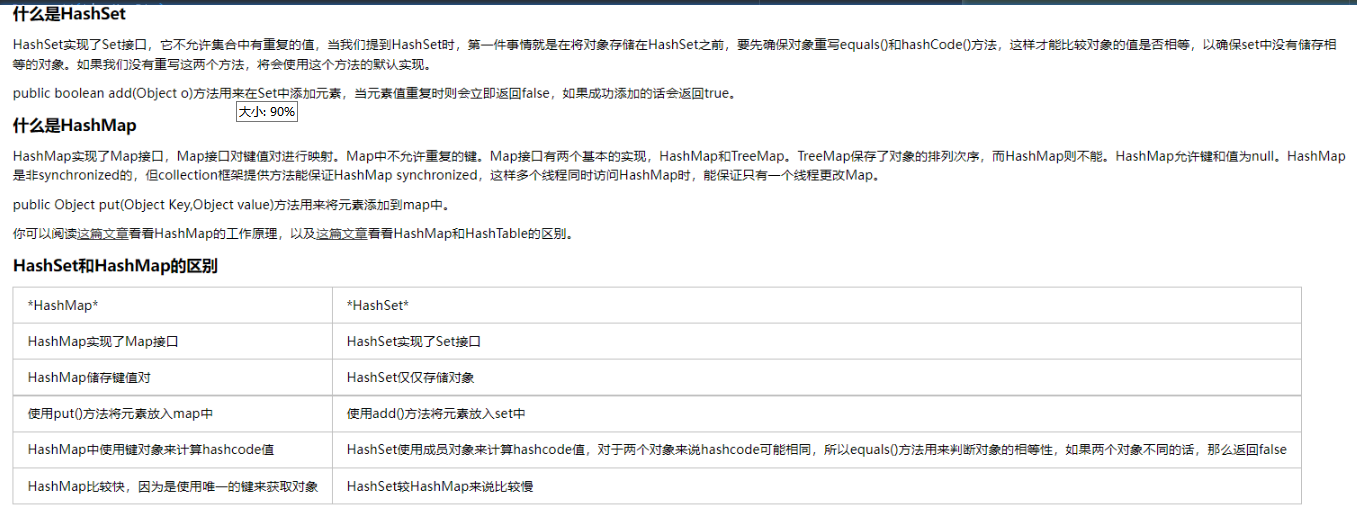 什么是HashSet
HashSet实现了Set接口，它不允许集合中有重复的值，当我们提到HashSet时，第一件事情就是在将对象存储在HashSet之前，要先确保对象重写equals()和hashCode()方法，这样才能比较对象的值是否相等，以确保set中没有储存相
等的对象。如果我们没有重写这两个方法，将会使用这个方法的默认实现。
public boolean add(Object o)方法用来在Set中添加元素，当元素值重复时则会立即返回false，如果成功添加的话会返回true。
大小: 90%
什么是HashMap
HashMap实现了Map接口，Map接口对键值对进行映射。Map中不允许重复的键。Map接口有两个基本的实现，HashMap和TreeMap。TreeMap保存了对象的排列次序，而HashMap则不能。HashMap允许键和值为null。HashMap
是非synchronized的，但collection框架提供方法能保证HashMap synchronized，这样多个线程同时访问HashMap时，能保证只有一个线程更改Map。
public Object put(Object Key,Object value)方法用来将元素添加到map中。
你可以阅读这篇文章看看HashMap的工作原理，以及这篇文章看看HashMap和HashTable的区别。
HashSet和HashMap的区别
*HashMap* *HashSet*
HashMap实现了Map接口 HashSet实现了Set接口
HashMap储存键值对 HashSet仅仅存储对象
使用put()方法将元素放入map中 使用add()方法将元素放入set中
HashMap中使用键对象来计算hashcode值 HashSet使用成员对象来计算hashcode值，对于两个对象来说hashcode可能相同，所以equals()方法用来判断对象的相等性，如果两个对象不同的话，那么返回false
HashMap比较快，因为是使用唯一的键来获取对象 HashSet较HashMap来说比较慢